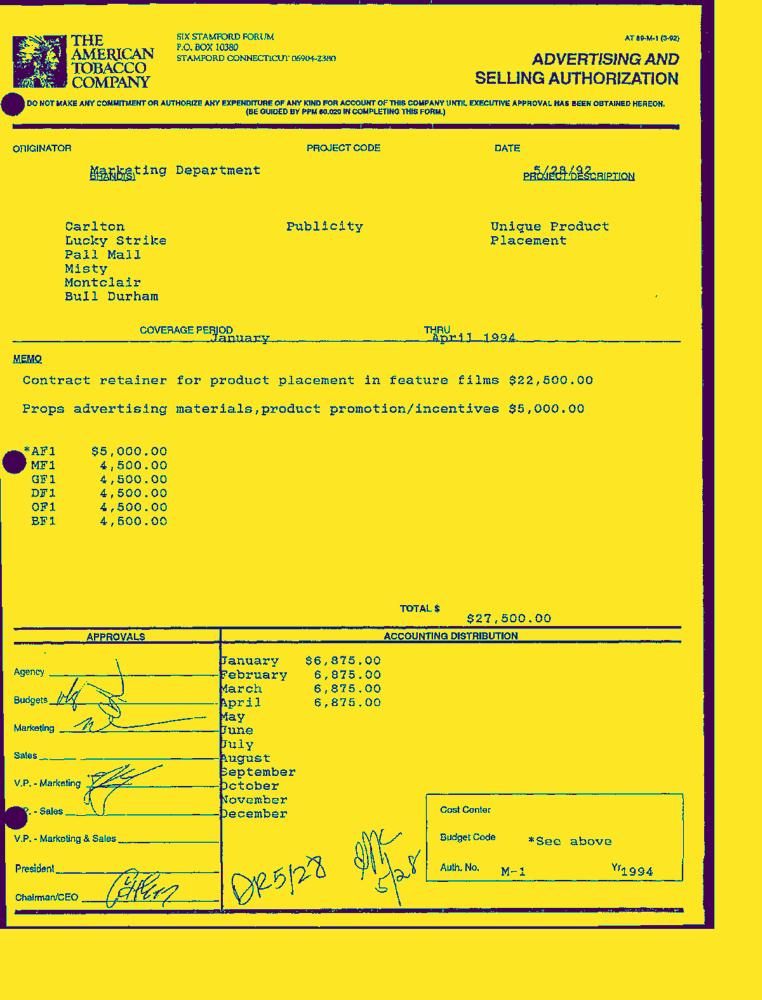 THE
AMERICAN
TOBACCO
COMPANY
SIX STAMFORD FORUM
P.O. BOX 10380
STAMFORD CONNECTICUT 06904-2380
AT 89-M-1 (3-92)
ADVERTISING AND
SELLING AUTHORIZATION
DO NOT MAKE ANY COMMITMENT OR AUTHORIZE ANY EXPENDITURE OF ANY KIND FOR ACCOUNT OF THIS COMPANY UNTIL EXECUTIVE APPROVAL HAS BEEN OBTAINED HEREON.
(BE GUIDED BY PPM 60.020 IN COMPLETING THIS FORM.)
ORIGINATOR PROJECT CODE DATE
Marketing Department 5/28/92
BRAND(S) PROJECT DESCRIPTION
Carlton Publicity Unique Product
Lucky Strike Placement
Pall Mall
Misty
Montclair
Bull Durham
COVERAGE PERIOD January THRU April 1994
MEMO
Contract retainer for product placement in feature films $22,500.00
Props advertising materials,product promotion/incentives $5,000.00
*AF1 $5,000.00
MF1 4,500.00
GF1 4,500.00
DF1 4,500.00
OF1 4,500.00
BF1 4,500.00
TOTAL $ $27,500.00
APPROVALS ACCOUNTING DISTRIBUTION
Agency
Budgets
Marketing
Sales
V.P. - Marketing
P. - Sales
V.P. - Marketing & Sales
President
Chairman/CEO
January $6,875.00
February 6,875.00
March 6,875.00
April 6,875.00
May
June
July
August
September
October
November
December
DR 5/28
5/28
Cost Center
Budget Code *See above
Auth. No. M-1 Yr 1994